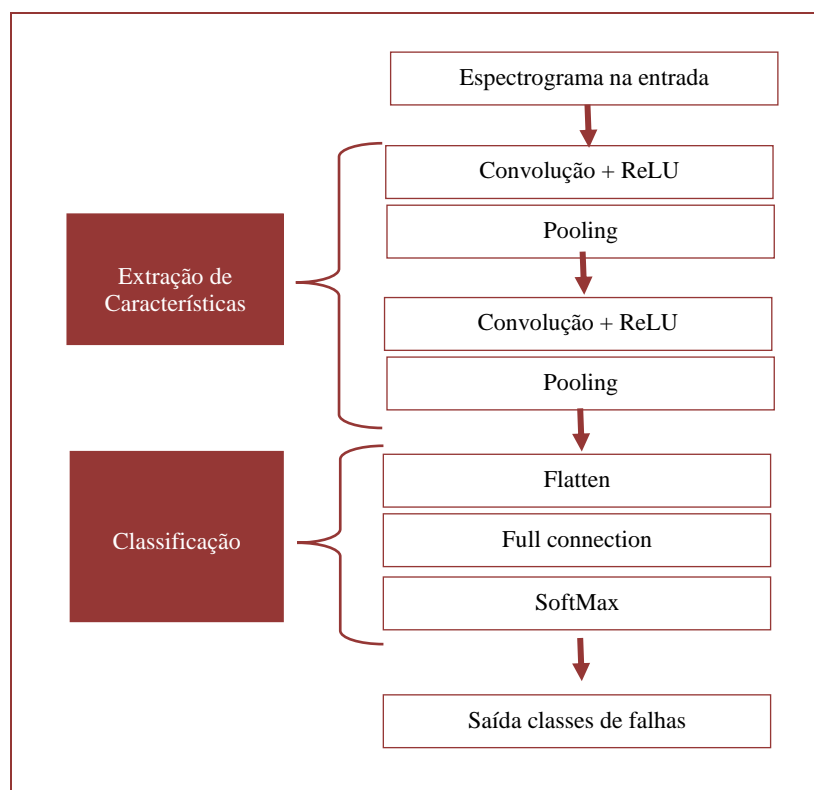 Espectrograma na entrada
Convolução + ReLU
Pooling
Extração de
Características
Convolução + ReLU
Pooling
Flatten
Classificação
Full connection
SoftMax
Saída classes de falhas